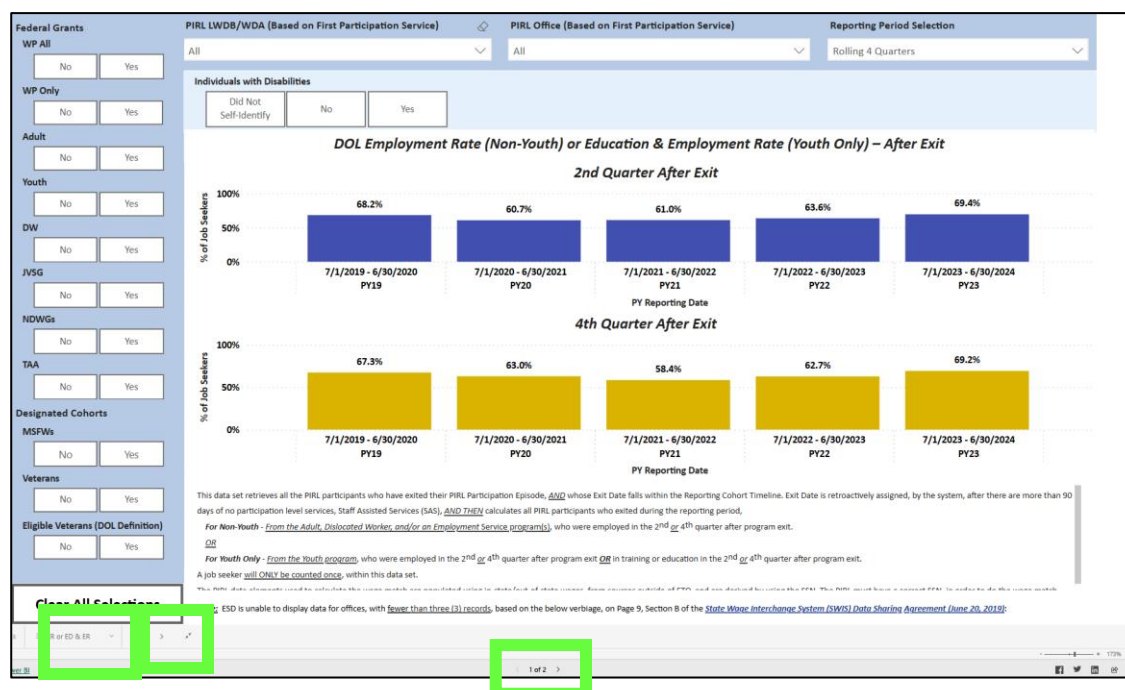 Federal Grants
WP All
No Yes
WP Only
No Yes
Adult
No Yes
Youth
No Yes
DW
No Yes
JVSG
No Yes
NDWGs
No Yes
TAA
No Yes
Designated Cohorts
MSFWs
No Yes
Veterans
No Yes
Eligible Veterans (DOL Definition)
No Yes
Clear All Selections
PIRL LWDB/WDA (Based on First Participation Service)
All
PIRL Office (Based on First Participation Service)
All
Reporting Period Selection
Rolling 4 Quarters
Individuals with Disabilities
Did Not
Self-Identify
No Yes
DOL Employment Rate (Non-Youth) or Education & Employment Rate (Youth Only) – After Exit
2nd Quarter After Exit
% of Job Seekers
100%
50%
0%
68.2% 60.7% 61.0% 63.6% 69.4%
7/1/2019 - 6/30/2020 7/1/2020 - 6/30/2021 7/1/2021 - 6/30/2022 7/1/2022 - 6/30/2023 7/1/2023 - 6/30/2024
PY19 PY20 PY21 PY22 PY23
PY Reporting Date
4th Quarter After Exit
% of Job Seekers
100%
50%
0%
67.3% 63.0% 58.4% 62.7% 69.2%
7/1/2019 - 6/30/2020 7/1/2020 - 6/30/2021 7/1/2021 - 6/30/2022 7/1/2022 - 6/30/2023 7/1/2023 - 6/30/2024
PY19 PY20 PY21 PY22 PY23
PY Reporting Date
This data set retrieves all the PIRL participants who have exited their PIRL Participation Episode, AND whose Exit Date falls within the Reporting Cohort Timeline. Exit Date is retroactively assigned, by the system, after there are more than 90
days of no participation level services, Staff Assisted Services (SAS), AND THEN calculates all PIRL participants who exited during the reporting period,
For Non-Youth - From the Adult, Dislocated Worker, and/or an Employment Service program(s), who were employed in the 2nd or 4th quarter after program exit.
OR
For Youth Only - From the Youth program, who were employed in the 2nd or 4th quarter after program exit OR in training or education in the 2nd or 4th quarter after program exit.
A job seeker will ONLY be counted once, within this data set.
ESD is unable to display data for offices, with fewer than three (3) records, based on the below verbiage, on Page 9, Section B of the State Wage Interchange System (SWIS) Data Sharing Agreement (June 20, 2019):
R or ED & ER
173%
1 of 2